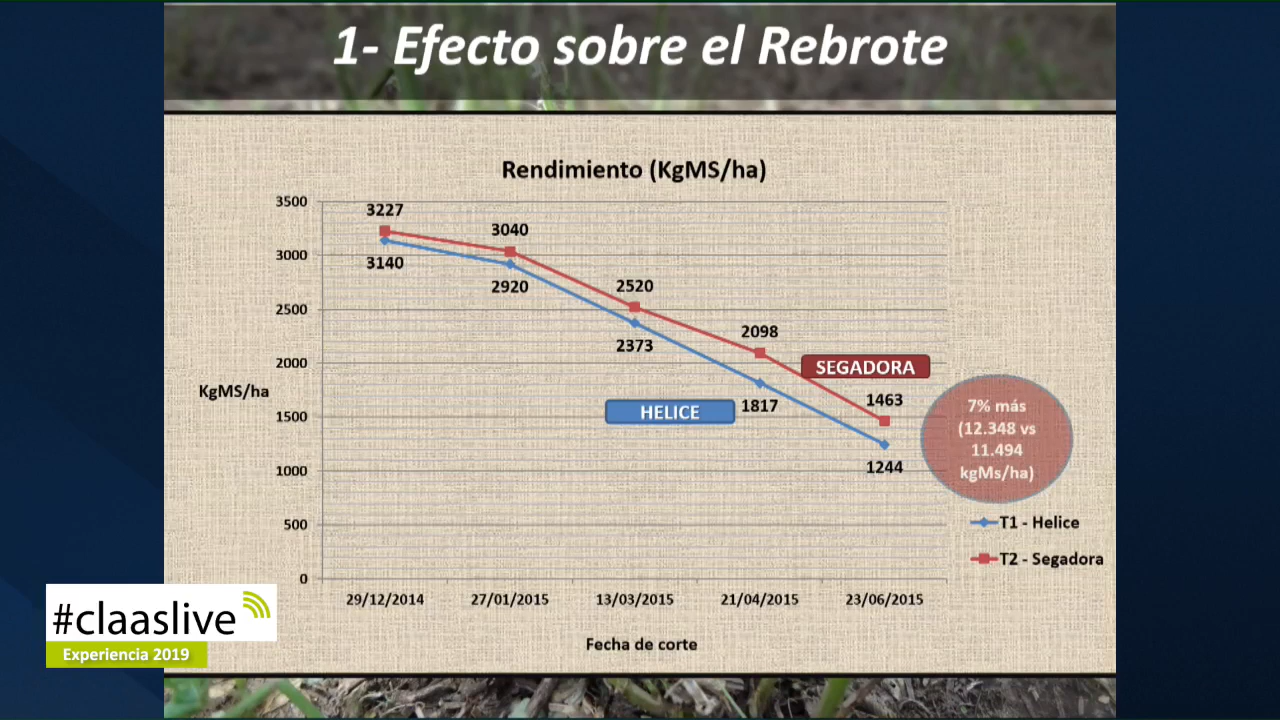 1- Efecto sobre el Rebrote
Rendimiento (KgMS/ha)
3500
3000
2500
2000
1500
1000
500
0
KgMS/ha
3227
3040
2520
2098
1463
3140
2920
2373
1817
1244
SEGADORA
HELICE
7% más
(12.348 vs
11.494
kgMs/ha)
T1 - Helice
T2 - Segadora
29/12/2014
27/01/2015
13/03/2015
21/04/2015
23/06/2015
Fecha de corte
#claaslive
Experiencia 2019